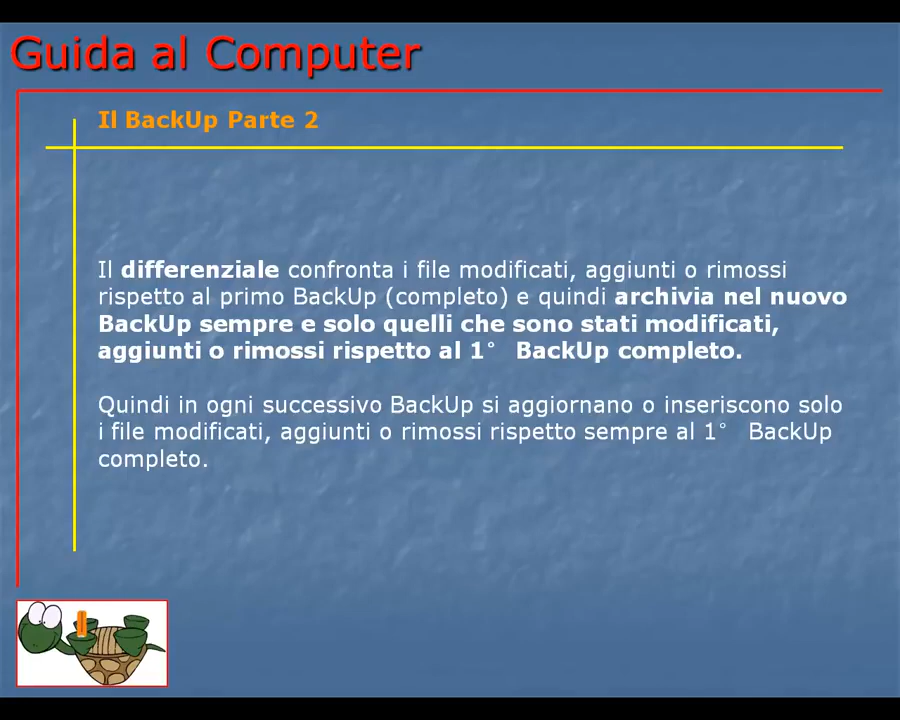 Guida al Computer
Il BackUp Parte 2
Il differenziale confronta i file modificati, aggiunti o rimossi
rispetto al primo BackUp (completo) e quindi archivia nel nuovo
BackUp sempre e solo quelli che sono stati modificati,
aggiunti o rimossi rispetto al 1° BackUp completo.
Quindi in ogni successivo BackUp si aggiornano o inseriscono solo
i file modificati, aggiunti o rimossi rispetto sempre al 1° BackUp
completo.